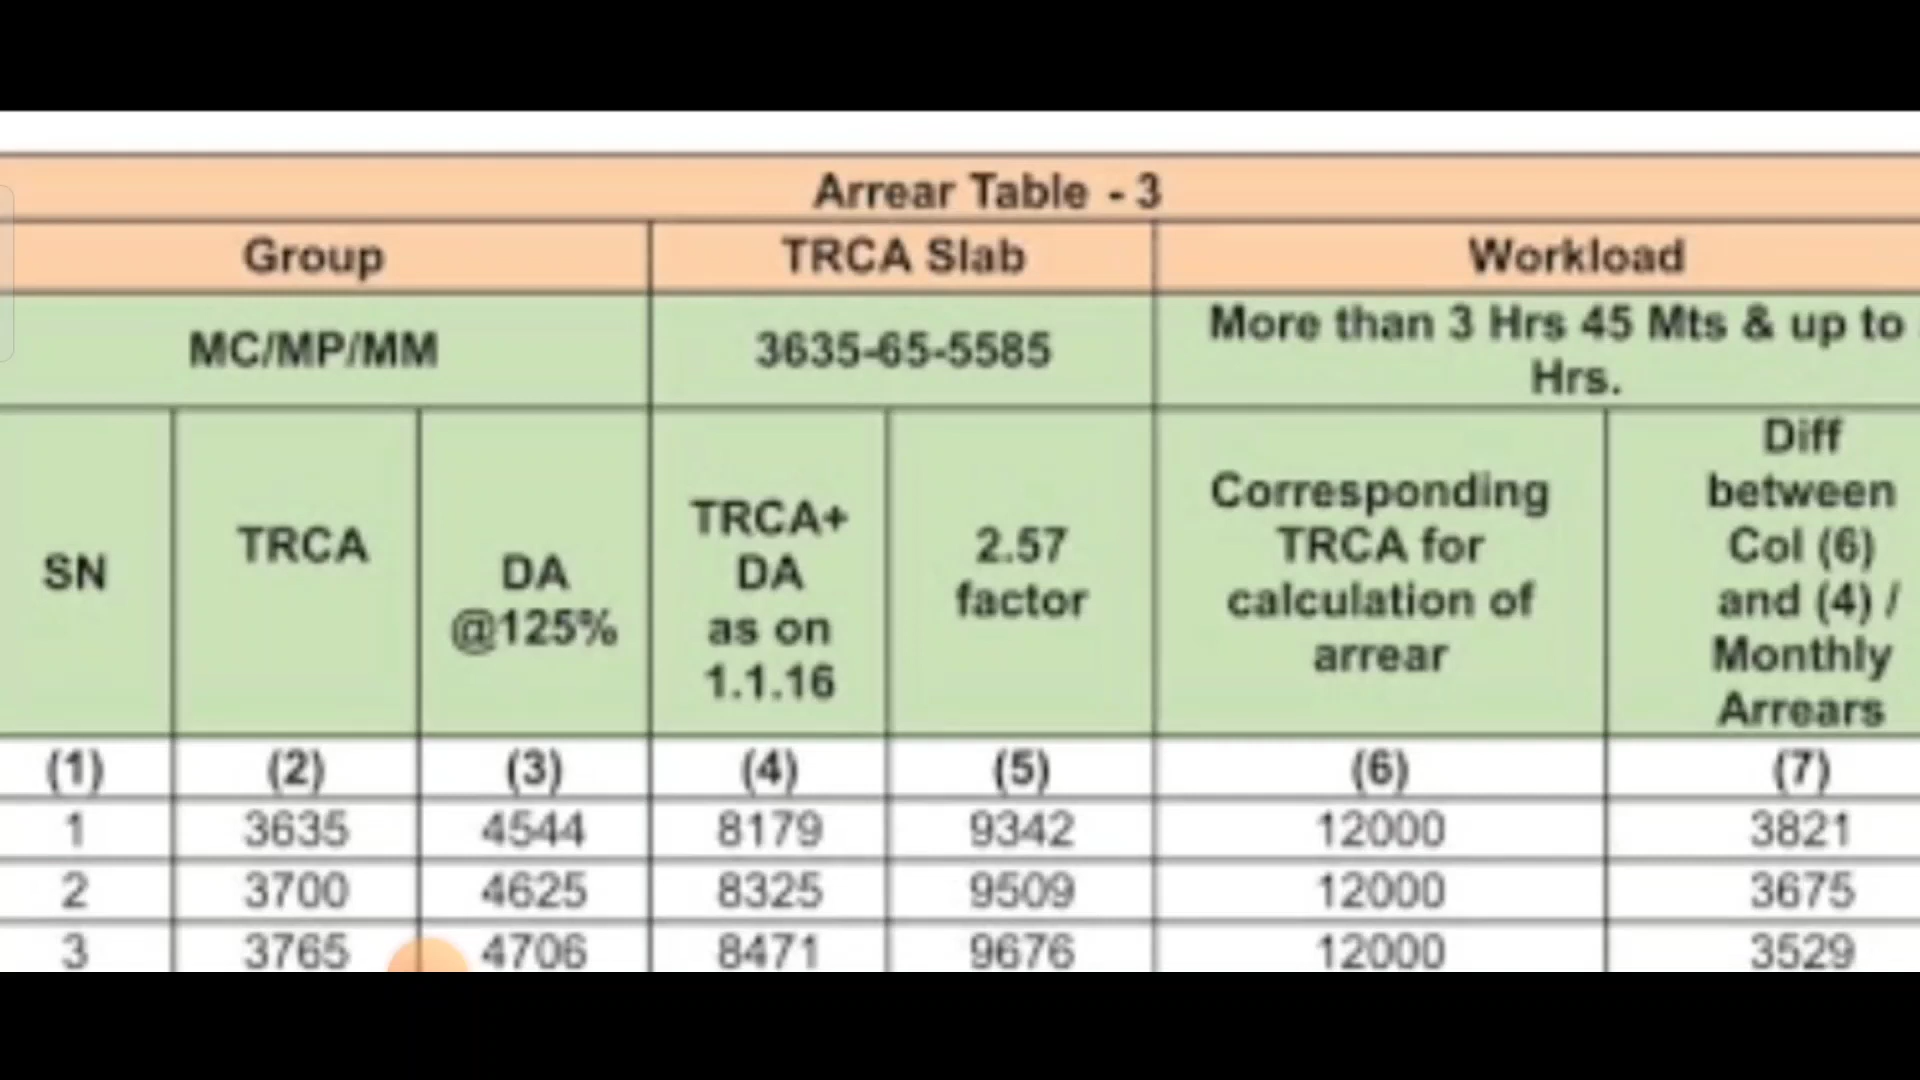 Arrear Table - 3
Group TRCA Slab Workload
MC/MP/MM 3635-65-5585 More than 3 Hrs 45 Mts & up to
Hrs.
SN TRCA DA @125% TRCA+ DA as on 1.1.16 2.57 factor Corresponding TRCA for calculation of arrear Diff between Col (6) and (4) / Monthly Arrears
(1) (2) (3) (4) (5) (6) (7)
1 3635 4544 8179 9342 12000 3821
2 3700 4625 8325 9509 12000 3675
3 3765 4706 8471 9676 12000 3529